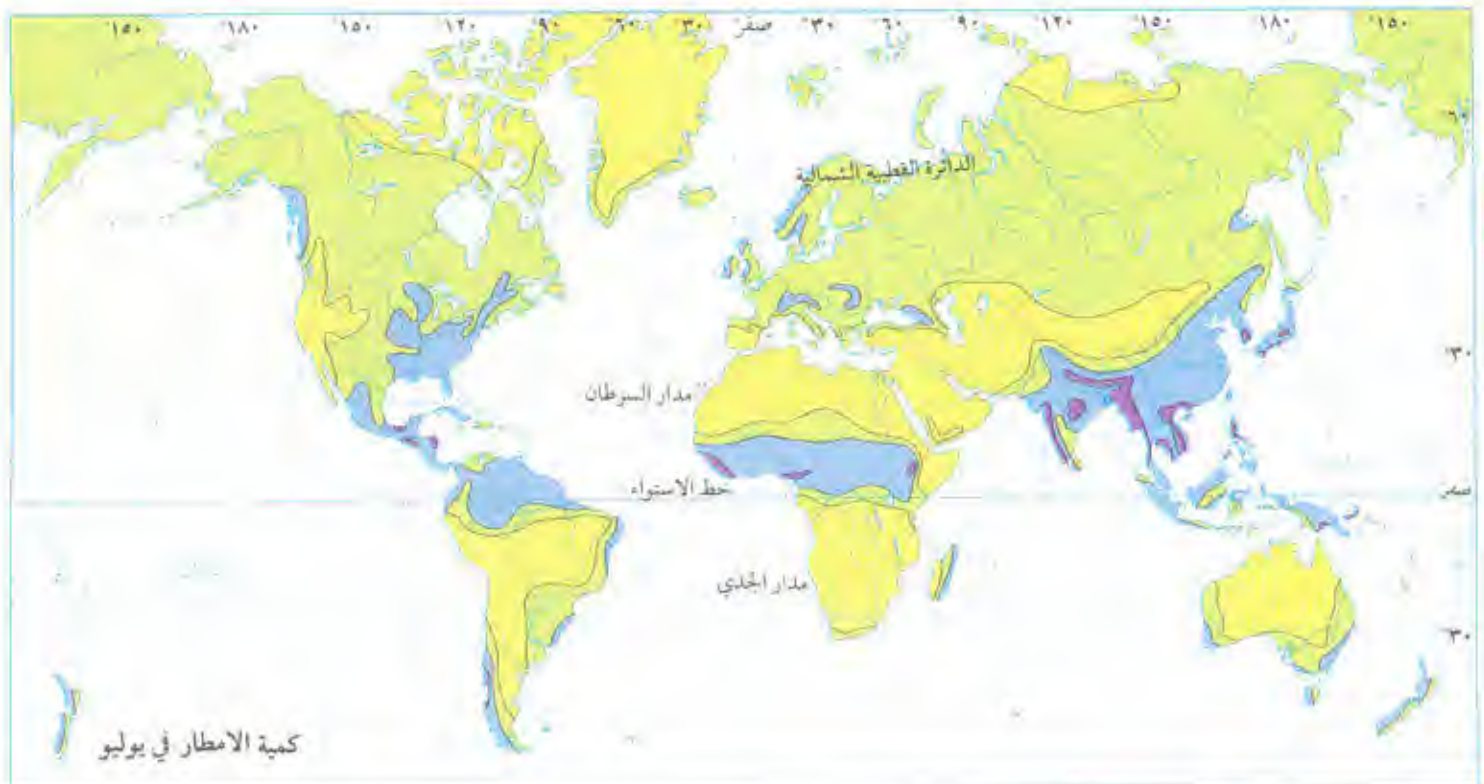 °١٥٠ °١٨٠ °١٥٠ °١٢٠ °٩٠ °٦٠ °٣٠ صفر °٣٠ °٦٠ °٩٠ °١٢٠ °١٥٠ °١٨٠ °١٥٠
°٦٠
الدائرة القطبية الشمالية
°٣٠
مدار السرطان
خط الاستواء
صفر
مدار الجدي
°٣٠
كمية الامطار في يوليو